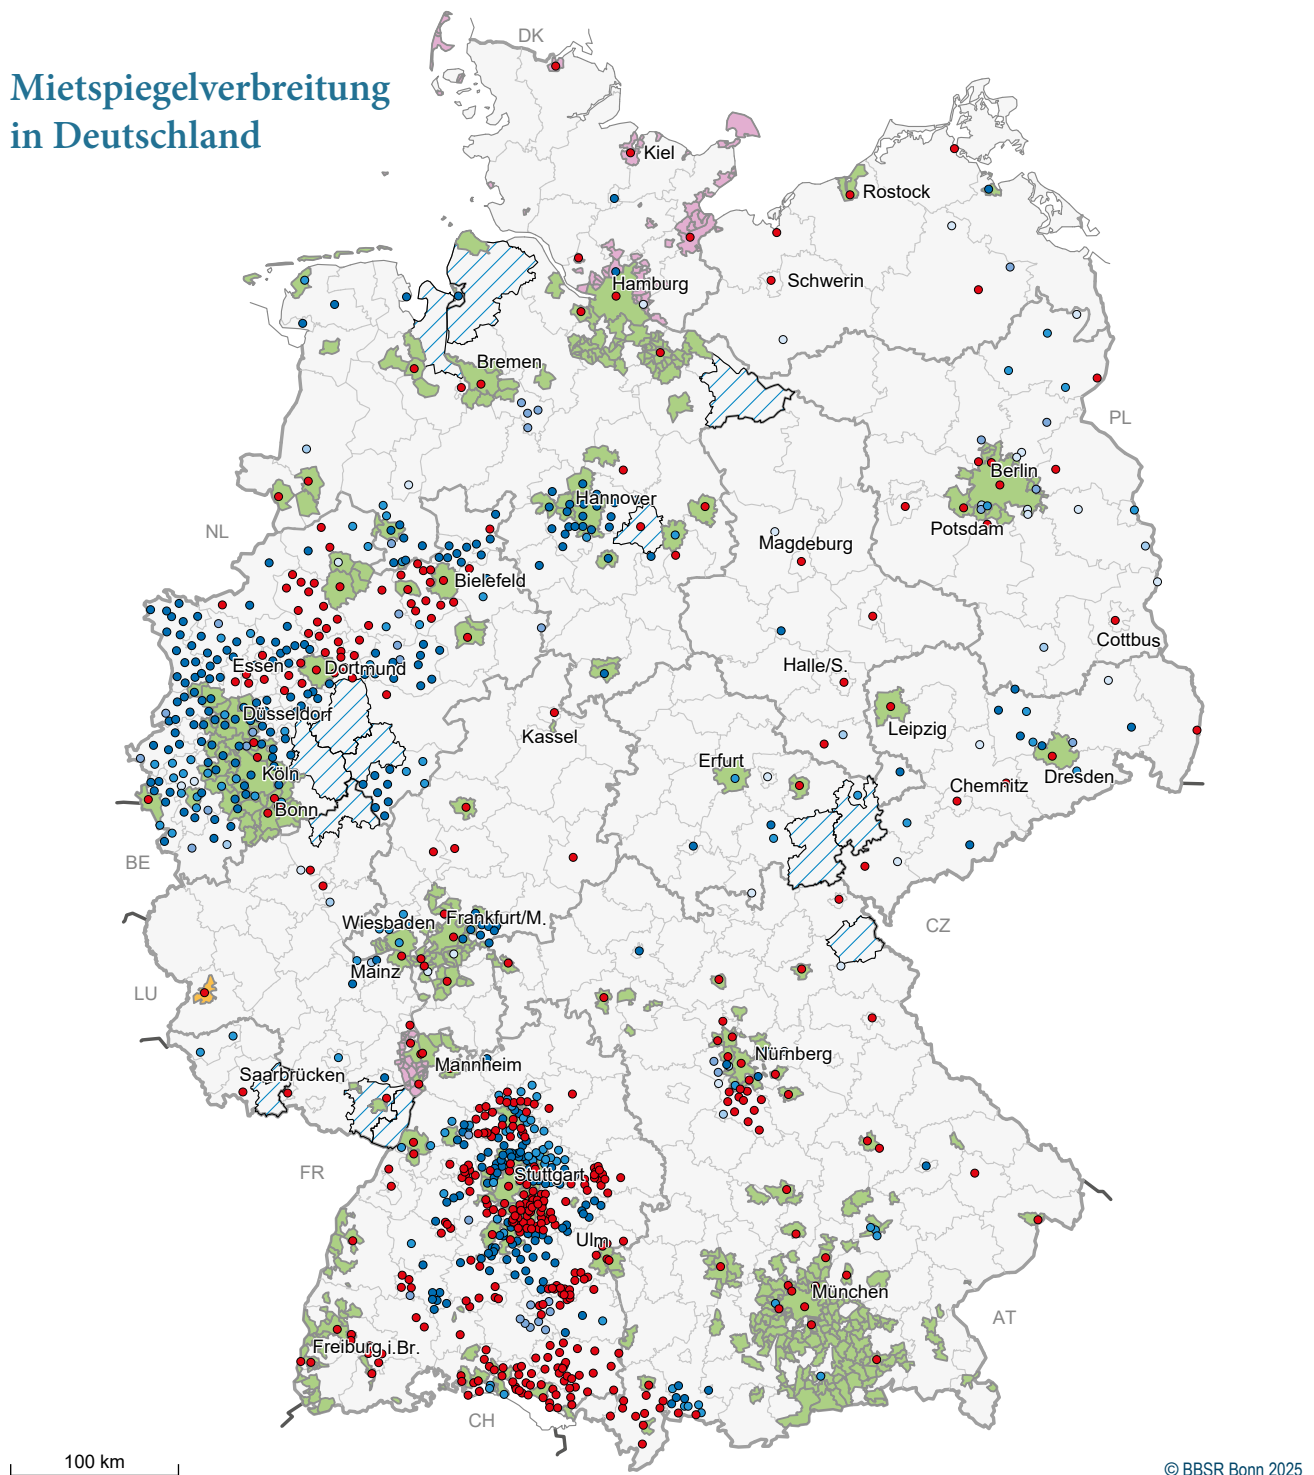 Mietspiegelverbreitung
in Deutschland
DK
Kiel
Rostock
Hamburg
Schwerin
Bremen
PL
Berlin
Hannover
NL
Potsdam
Magdeburg
Bielefeld
Cottbus
Essen
Dortmund
Halle/S.
Düsseldorf
Leipzig
Kassel
Erfurt
Köln
Dresden
Chemnitz
Bonn
BE
Wiesbaden
Frankfurt/M.
CZ
Mainz
LU
Nürnberg
Mannheim
Saarbrücken
FR
Stuttgart
Ulm
München
AT
Freiburg i.Br.
CH
100 km
© BBSR Bonn 2025